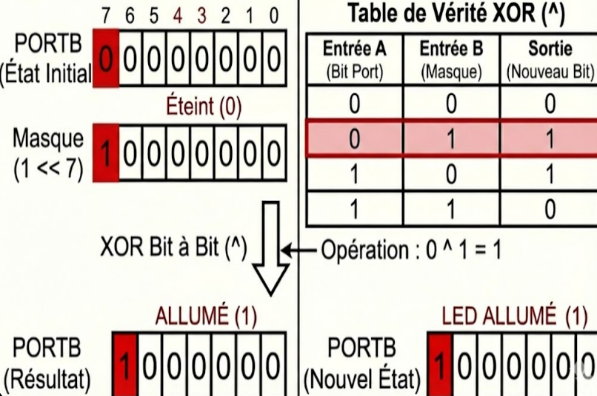 7 6 5 4 3 2 1 0
PORTB
(État Initial
0 0 0 0 0 0 0 0
Éteint (0)
Masque
(1 << 7)
1 0 0 0 0 0 0 0
XOR Bit à Bit (^)
Opération : 0 ^ 1 = 1
ALLUMÉ (1)
PORTB
(Résultat)
1 0 0 0 0 0 0
Table de Vérité XOR (^)
Entrée A Entrée B Sortie
(Bit Port) (Masque) (Nouveau Bit)
0 0 0
0 1 1
1 0 1
1 1 0
LED ALLUMÉ (1)
PORTB
(Nouvel État)
1 0 0 0 0 0 0